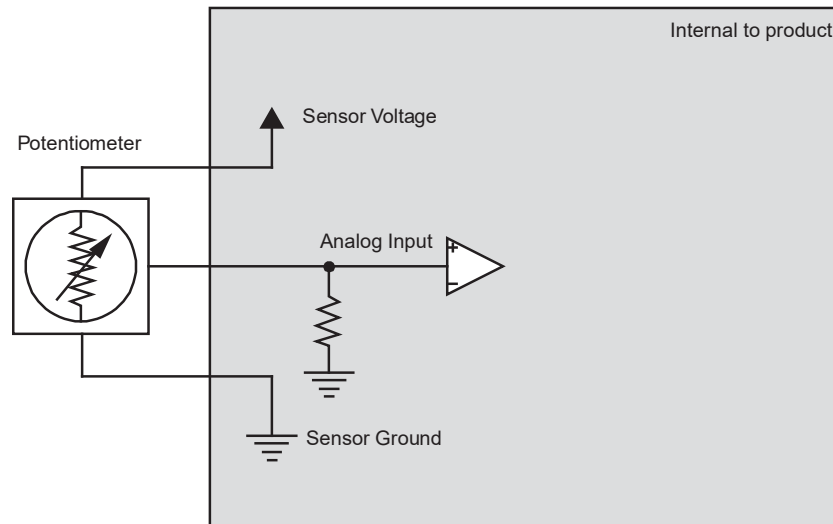 Internal to product
Sensor Voltage
Potentiometer
Analog Input
+
−
Sensor Ground